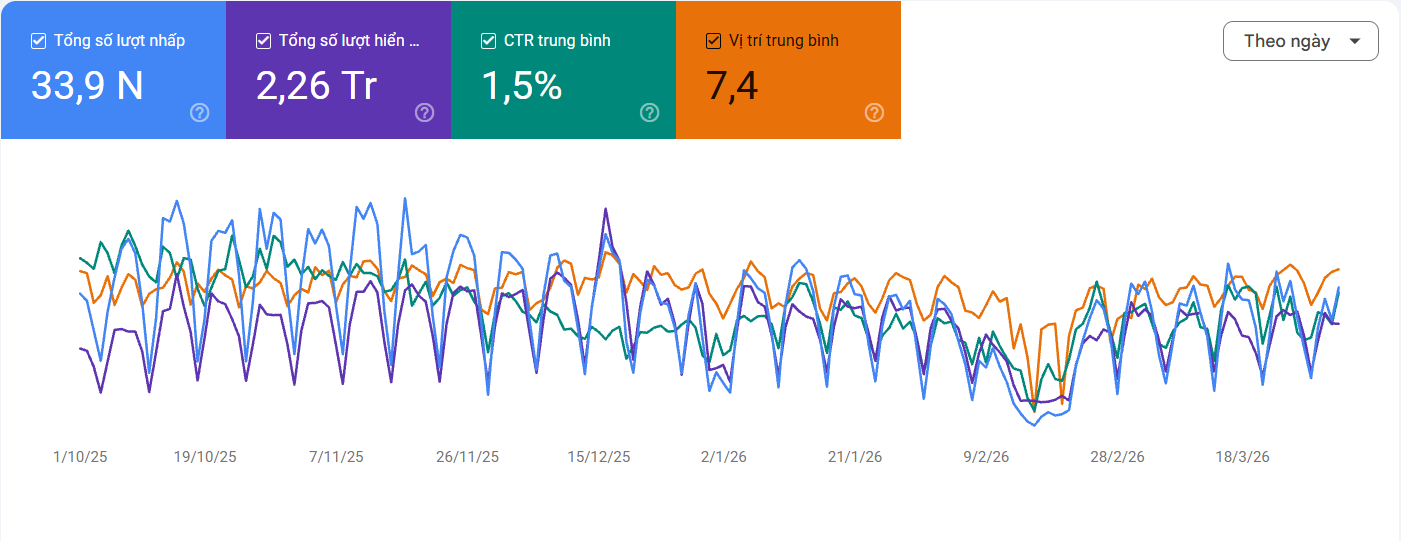 Tổng số lượt nhấp
33,9 N
Tổng số lượt hiển ...
2,26 Tr
CTR trung bình
1,5%
Vị trí trung bình
7,4
Theo ngày
1/10/25 19/10/25 7/11/25 26/11/25 15/12/25 2/1/26 21/1/26 9/2/26 28/2/26 18/3/26